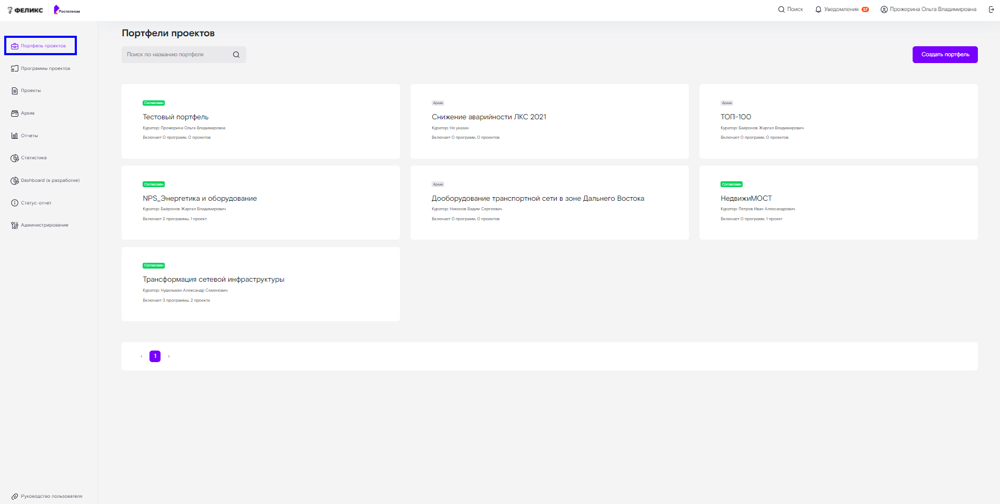 ФЕЛИКС
Ростелеком
Поиск
Уведомления 17
Прожерина Ольга Владимировна
Портфель проектов
Программы проектов
Проекты
Архив
Отчеты
Статистика
Dashboard (в разработке)
Статус-отчет
Администрирование
Руководство пользователя
Портфели проектов
Поиск по названию портфеля
Создать портфель
Согласован
Тестовый портфель
Куратор: Прожерина Ольга Владимировна
Включает 0 программ, 0 проектов
Архив
Снижение аварийности ЛКС 2021
Куратор: Не указан
Включает 0 программ, 0 проектов
Архив
ТОП-100
Куратор: Байронов Жаргал Владимирович
Включает 0 программ, 0 проектов
Согласован
NPS_Энергетика и оборудование
Куратор: Байронов Жаргал Владимирович
Включает 2 программы, 1 проект
Архив
Дооборудование транспортной сети в зоне Дальнего Востока
Куратор: Никонов Вадим Сергеевич
Включает 0 программ, 0 проектов
Согласован
НедвижиМОСТ
Куратор: Петров Иван Александрович
Включает 0 программ, 1 проект
Согласован
Трансформация сетевой инфраструктуры
Куратор: Нудельман Александр Семенович
Включает 3 программы, 2 проекта
‹ 1 ›